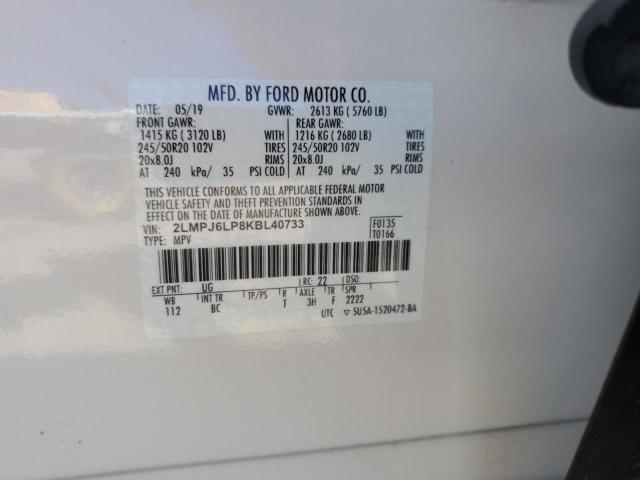 MFD. BY FORD MOTOR CO.
DATE: 05/19 GVWR: 2613 KG ( 5760 LB)
FRONT GAWR: REAR GAWR:
1415 KG ( 3120 LB) WITH 1216 KG ( 2680 LB) WITH
245/50R20 102V TIRES 245/50R20 102V TIRES
20x8.0J RIMS 20x8.0J RIMS
AT 240 kPa/ 35 PSI COLD AT 240 kPa/ 35 PSI COLD
THIS VEHICLE CONFORMS TO ALL APPLICABLE FEDERAL MOTOR
VEHICLE SAFETY AND THEFT PREVENTION STANDARDS IN
EFFECT ON THE DATE OF MANUFACTURE SHOWN ABOVE.
VIN: 2LMPJ6LP8KBL40733 F0135
TYPE: MPV T0166
EXT PNT: UG RC: 22 DSO:
WB INT TR TP/PS R AXLE TR SPR
112 BC T 3H F 2222
UTC ▽ 5U5A-1520472-BA